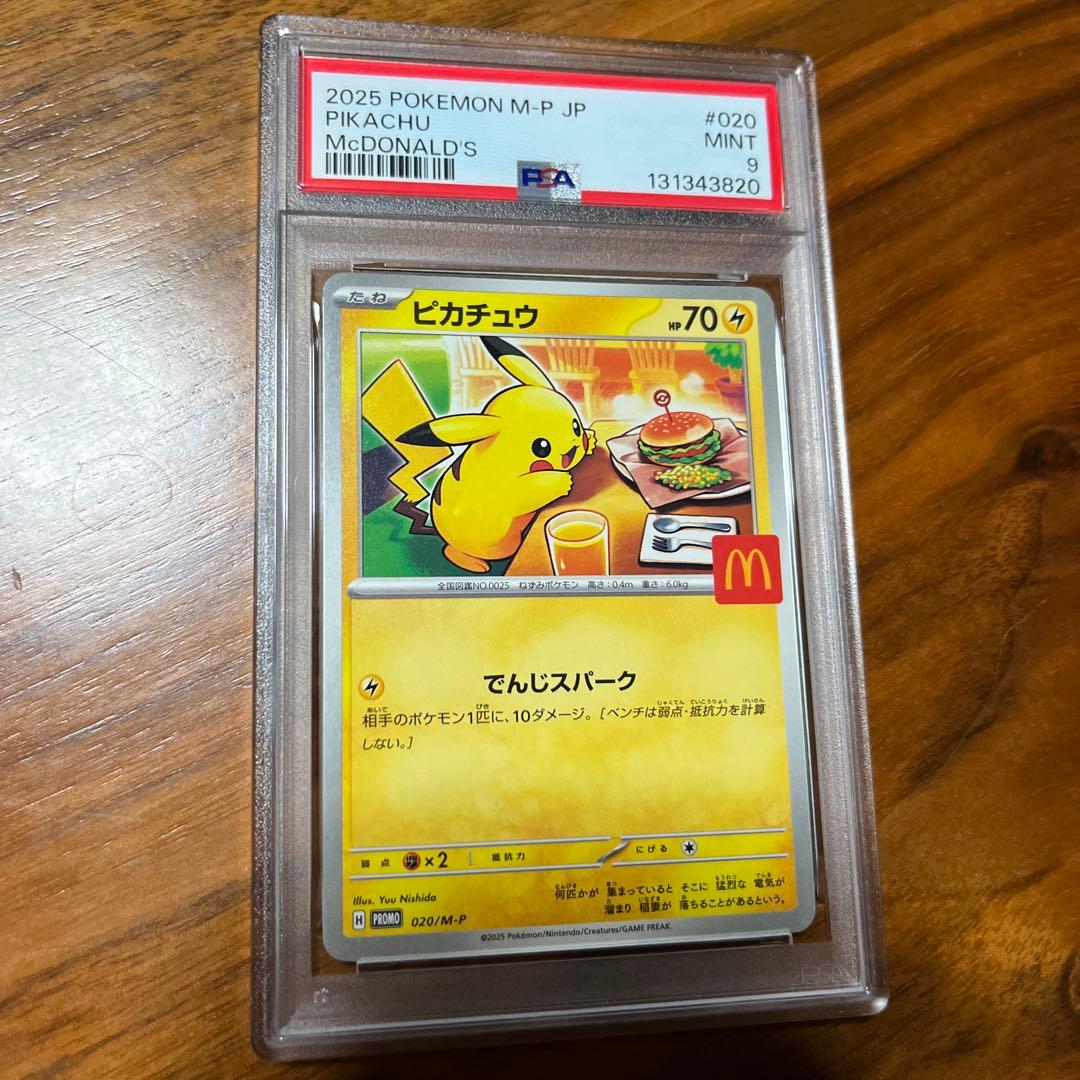 2025 POKEMON M-P JP #020
PIKACHU MINT
McDONALD'S 9
PSA 131343820
たね ピカチュウ HP70
全国図鑑NO.0025 ねずみポケモン 高さ:0.4m 重さ:6.0kg
でんじスパーク
相手のポケモン1匹に、10ダメージ。[ベンチは弱点・抵抗力を計算
しない。]
弱点 ×2 抵抗力 にげる
Illus. Yuu Nishida
何匹かが 集まっていると そこに 猛烈な 電気が
溜まり 稲妻が 落ちることがあるという。
H PROMO 020/M-P
©2025 Pokémon/Nintendo/Creatures/GAME FREAK.